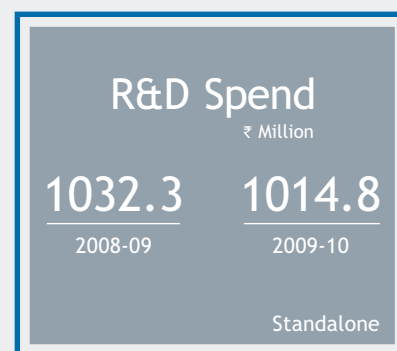 R&D Spend
₹ Million
1032.3 1014.8
2008-09 2009-10
Standalone